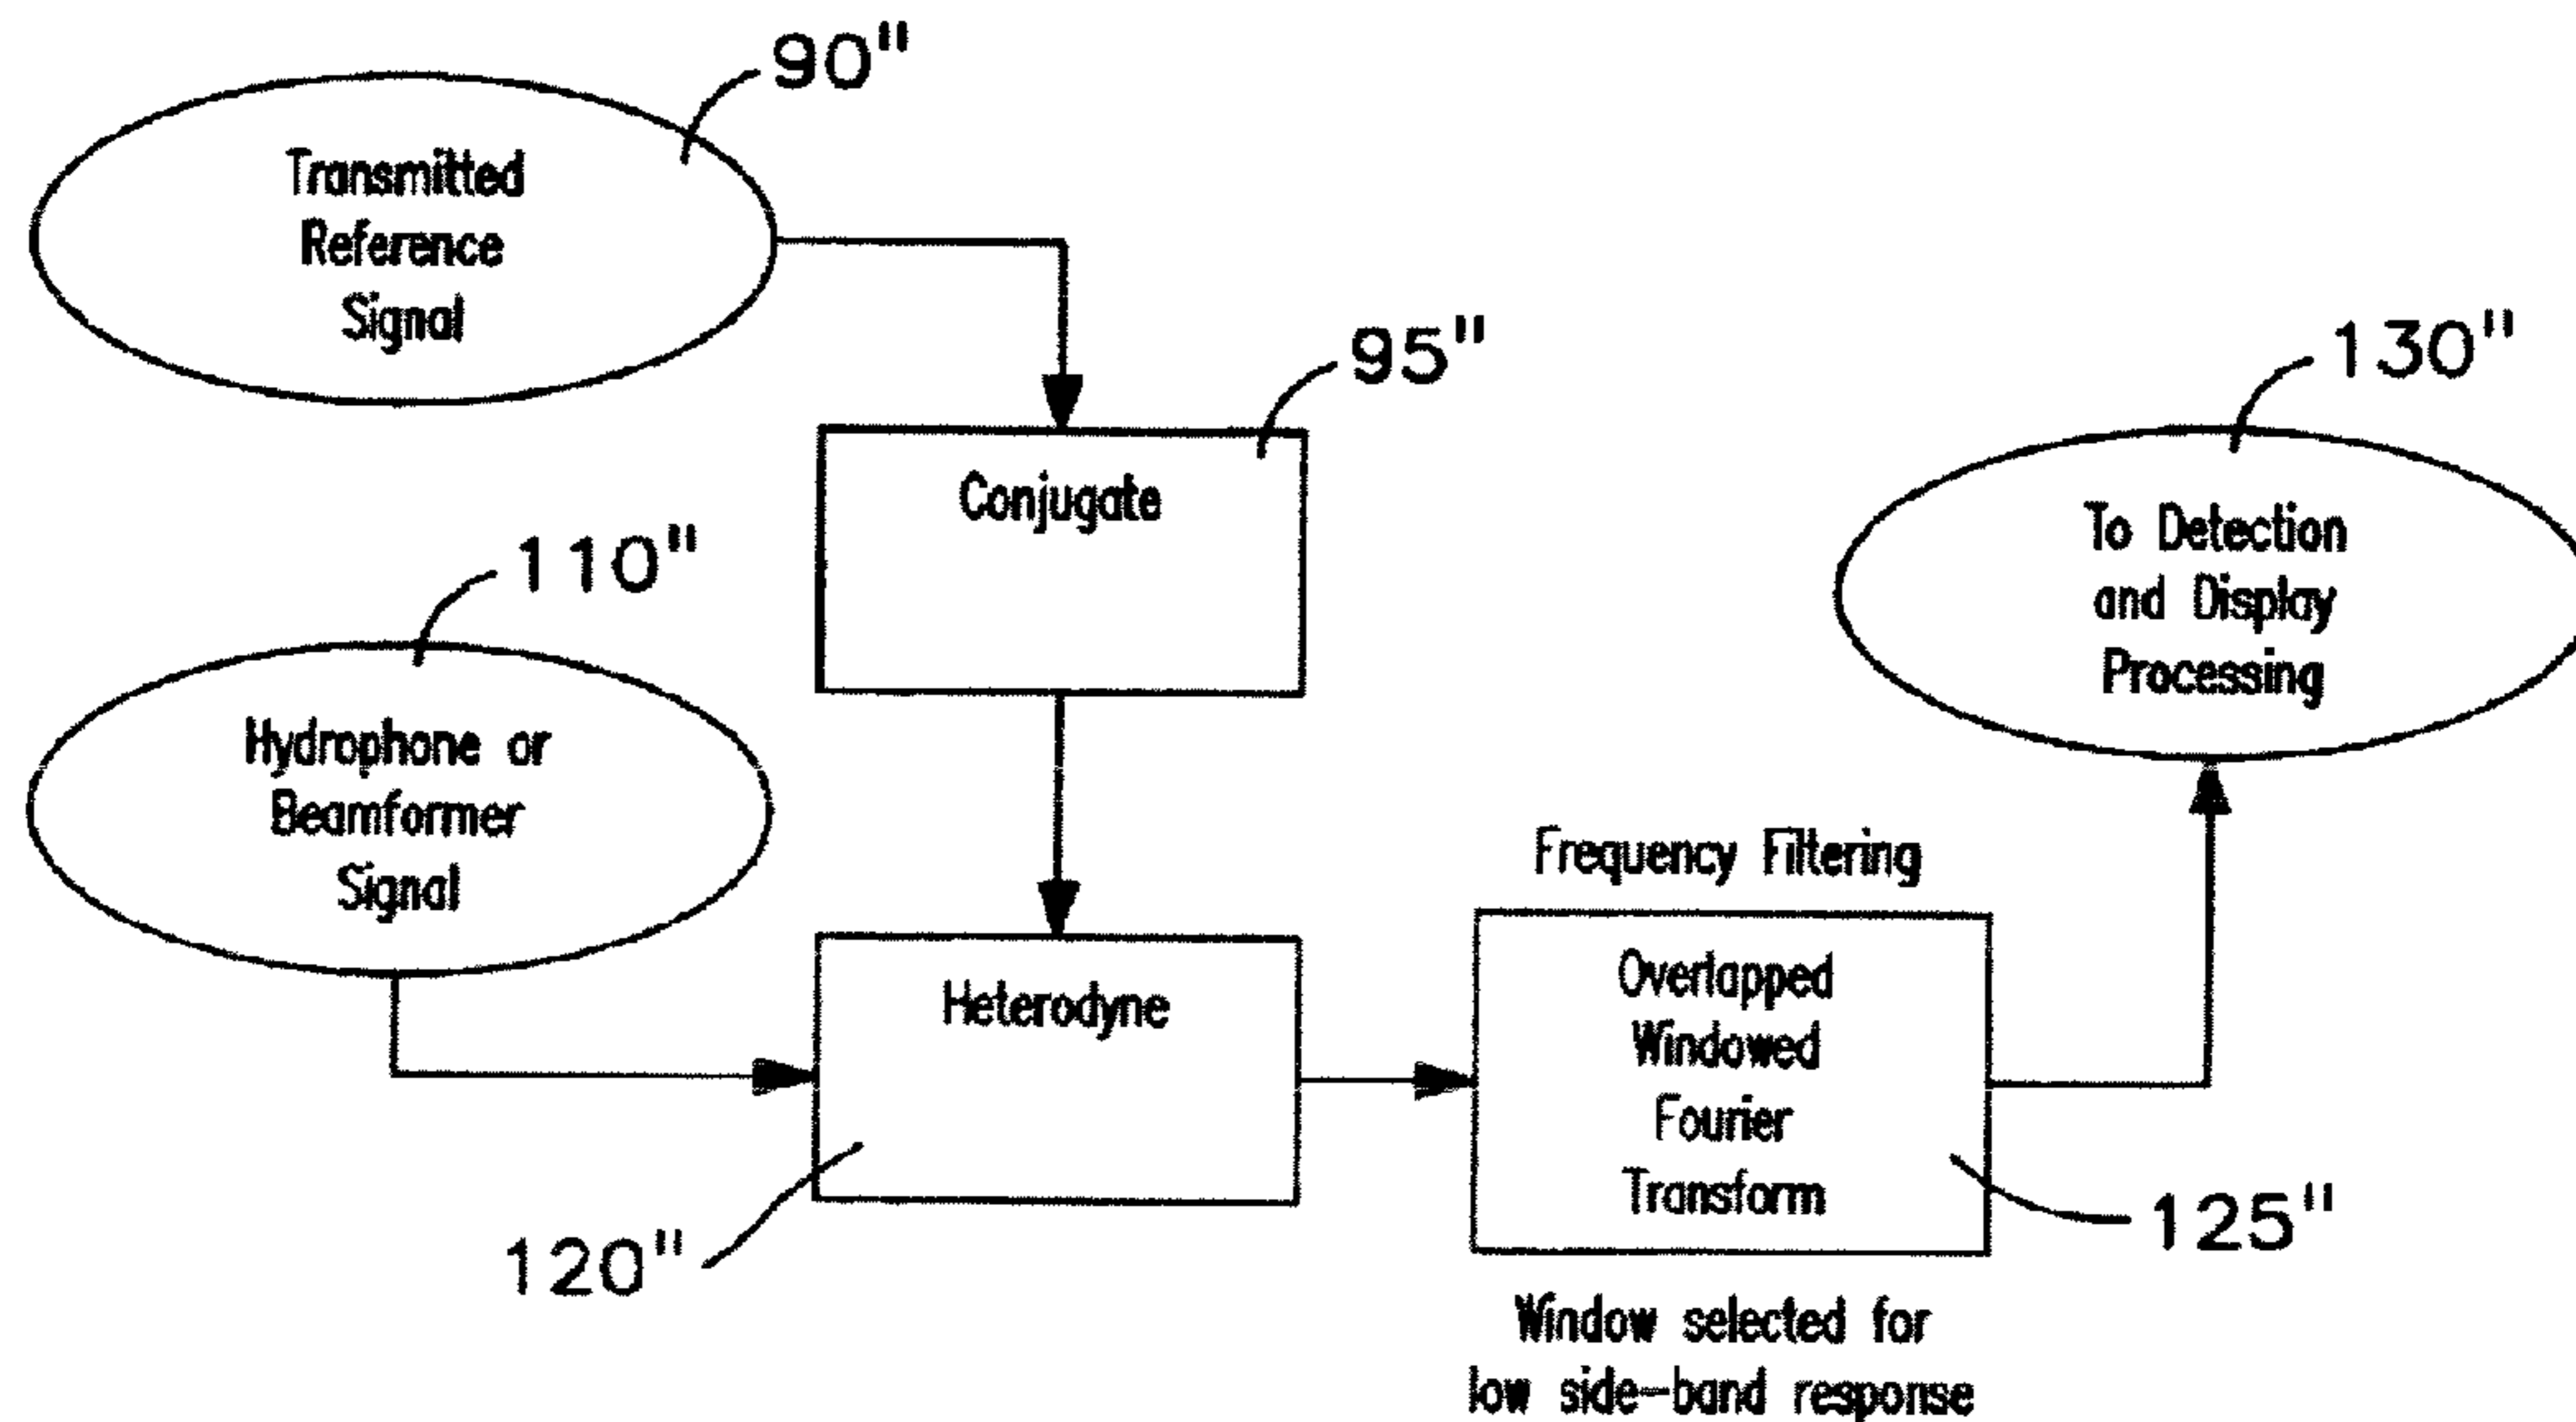 90"
Transmitted
Reference
Signal
95"
Conjugate
130"
To Detection
and Display
Processing
110"
Hydrophone or
Beamformer
Signal
Heterodyne
120"
Frequency Filtering
Overlapped
Windowed
Fourier
Transform
125"
Window selected for
low side-band response